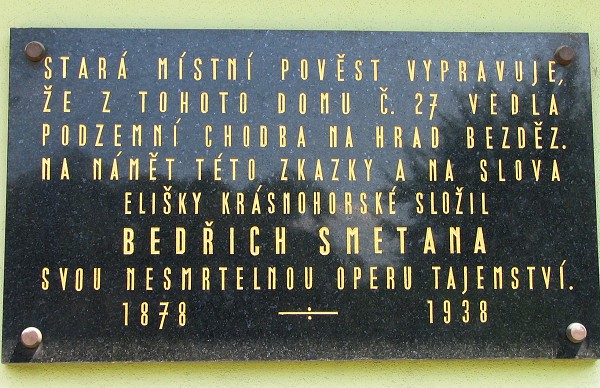 STARÁ MÍSTNÍ POVĚST VYPRAVUJE,
ŽE Z TOHOTO DOMU Č. 27 VEDLA
PODZEMNÍ CHODBA NA HRAD BEZDĚZ.
NA NÁMĚT TÉTO ZKAZKY A NA SLOVA
ELIŠKY KRÁSNOHORSKÉ SLOŽIL
BEDŘICH SMETANA
SVOU NESMRTELNOU OPERU TAJEMSTVÍ.
1878 —:— 1938